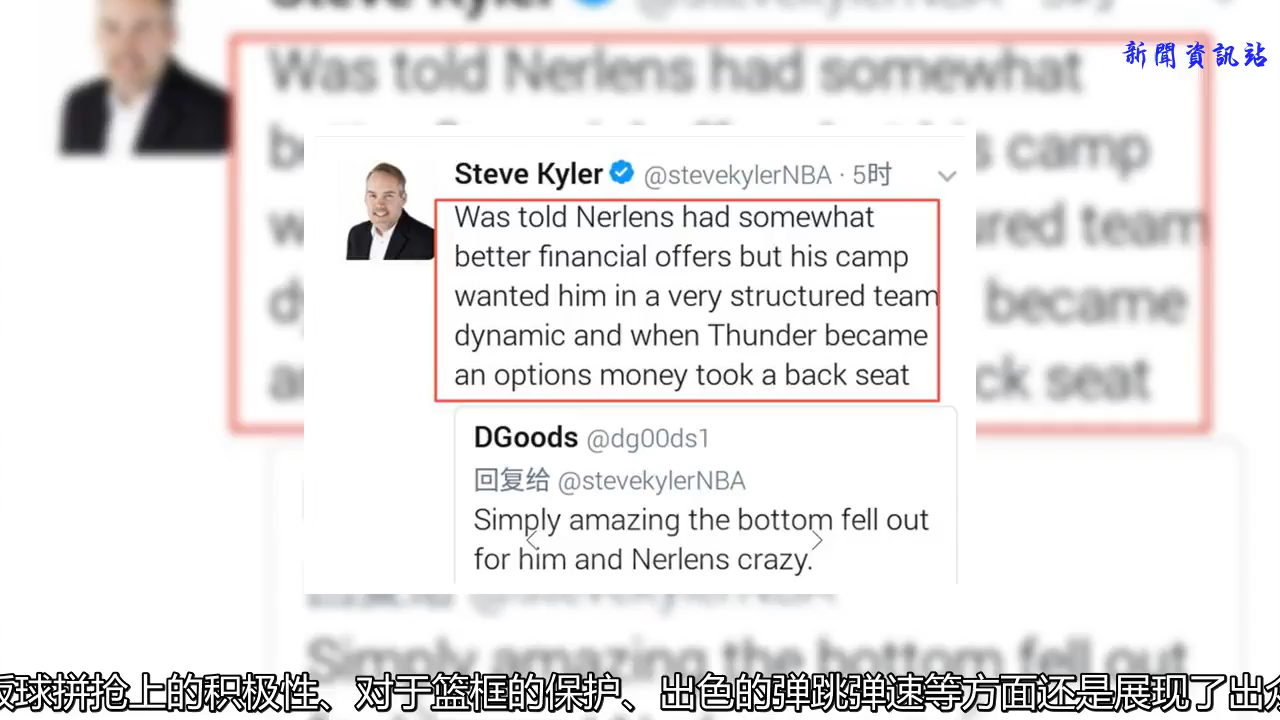 新聞資訊站
Steve Kyler @stevekylerNBA · 5时
Was told Nerlens had somewhat
better financial offers but his camp
wanted him in a very structured team
dynamic and when Thunder became
an options money took a back seat
DGoods @dg00ds1
回复给 @stevekylerNBA
Simply amazing the bottom fell out
for him and Nerlens crazy.
板球拼抢上的积极性、对于篮框的保护、出色的弹跳弹速等方面还是展现了出众